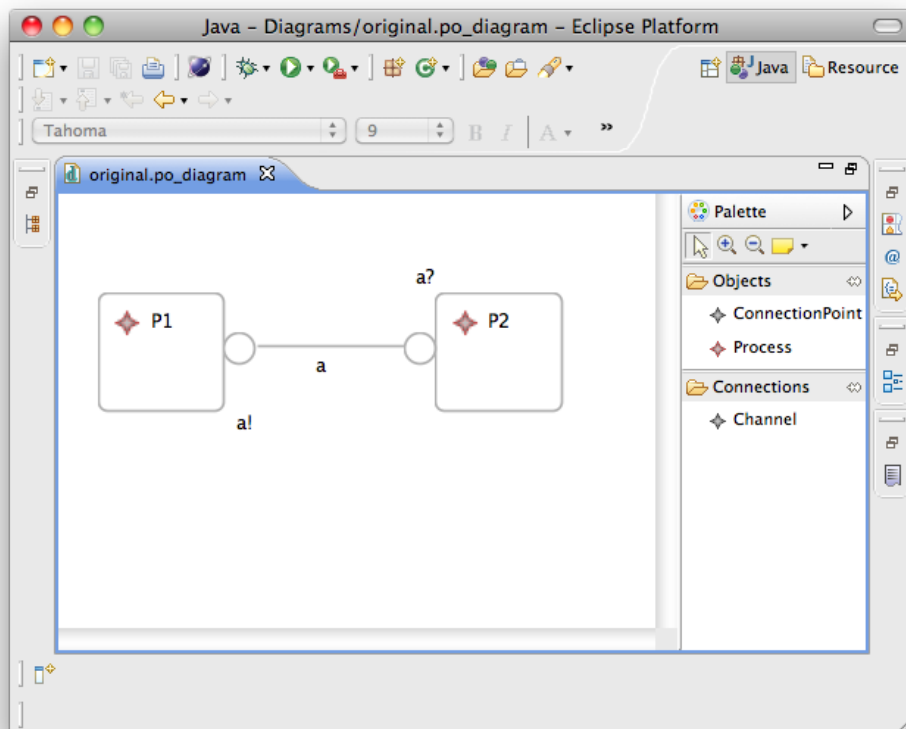 Java – Diagrams/original.po_diagram – Eclipse Platform
Java Resource
Tahoma 9 B I A »
original.po_diagram
Palette
a?
Objects
P1 P2 ConnectionPoint
Process
a
Connections
a! Channel